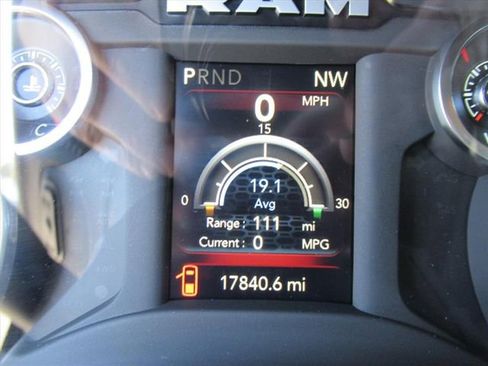 RAM
PRND NW
0 MPH
15
19.1
Avg
0 30
Range: 111 mi
Current: 0 MPG
17840.6 mi
C